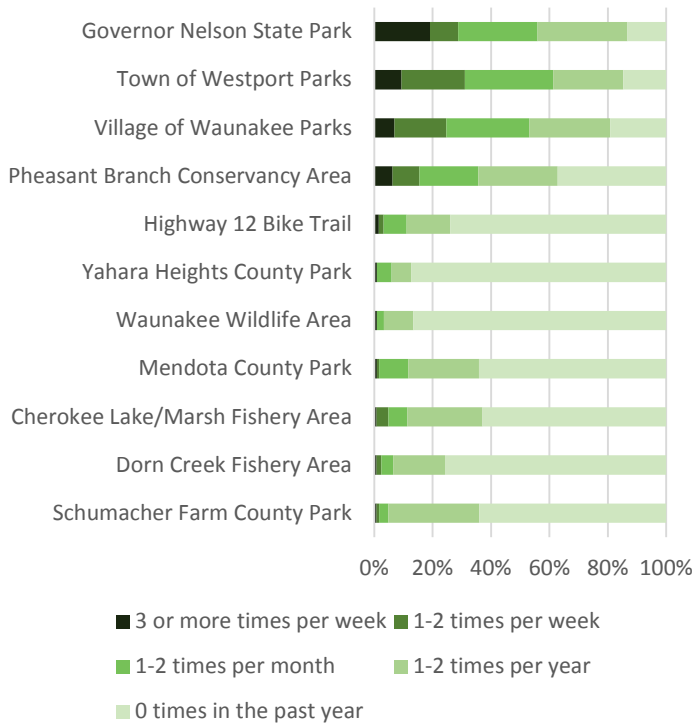 Governor Nelson State Park
Town of Westport Parks
Village of Waunakee Parks
Pheasant Branch Conservancy Area
Highway 12 Bike Trail
Yahara Heights County Park
Waunakee Wildlife Area
Mendota County Park
Cherokee Lake/Marsh Fishery Area
Dorn Creek Fishery Area
Schumacher Farm County Park
0% 20% 40% 60% 80% 100%
3 or more times per week 1-2 times per week
1-2 times per month 1-2 times per year
0 times in the past year